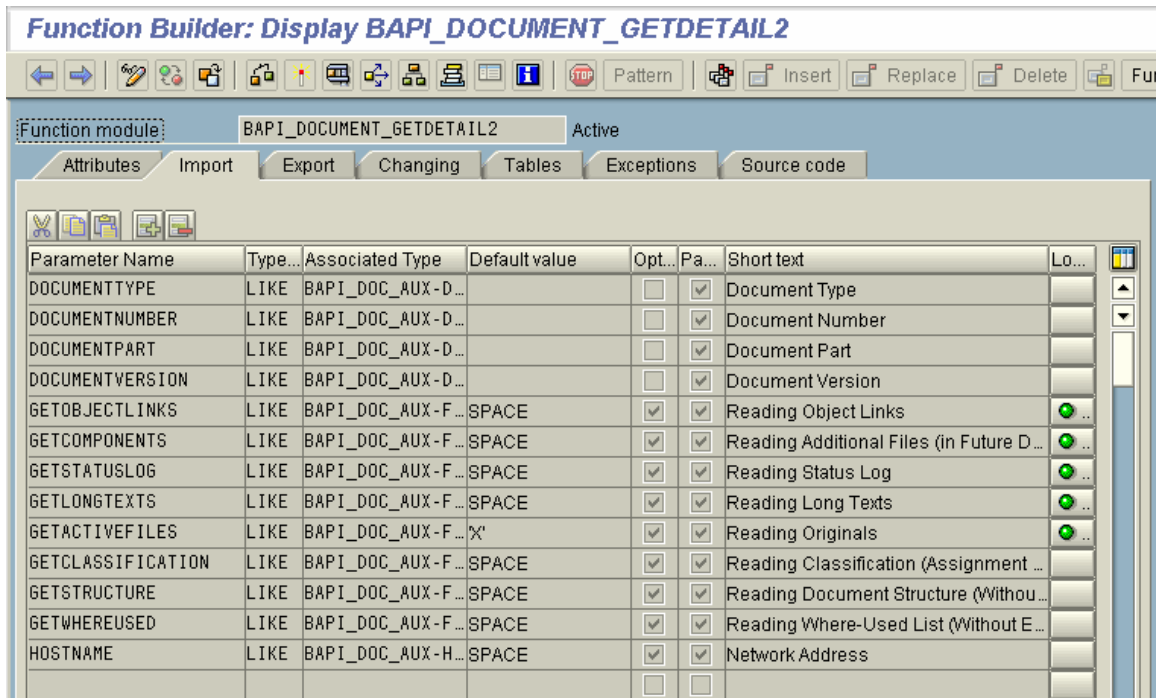 Function Builder: Display BAPI_DOCUMENT_GETDETAIL2
STOP Pattern Insert Replace Delete Fu
Function module BAPI_DOCUMENT_GETDETAIL2 Active
Attributes Import Export Changing Tables Exceptions Source code
Parameter Name Type... Associated Type Default value Opt... Pa... Short text Lo...
DOCUMENTTYPE LIKE BAPI_DOC_AUX-D... Document Type
DOCUMENTNUMBER LIKE BAPI_DOC_AUX-D... Document Number
DOCUMENTPART LIKE BAPI_DOC_AUX-D... Document Part
DOCUMENTVERSION LIKE BAPI_DOC_AUX-D... Document Version
GETOBJECTLINKS LIKE BAPI_DOC_AUX-F... SPACE Reading Object Links ..
GETCOMPONENTS LIKE BAPI_DOC_AUX-F... SPACE Reading Additional Files (in Future D... ..
GETSTATUSLOG LIKE BAPI_DOC_AUX-F... SPACE Reading Status Log ..
GETLONGTEXTS LIKE BAPI_DOC_AUX-F... SPACE Reading Long Texts ..
GETACTIVEFILES LIKE BAPI_DOC_AUX-F... 'X' Reading Originals ..
GETCLASSIFICATION LIKE BAPI_DOC_AUX-F... SPACE Reading Classification (Assignment ...
GETSTRUCTURE LIKE BAPI_DOC_AUX-F... SPACE Reading Document Structure (Withou...
GETWHEREUSED LIKE BAPI_DOC_AUX-F... SPACE Reading Where-Used List (Without E...
HOSTNAME LIKE BAPI_DOC_AUX-H... SPACE Network Address